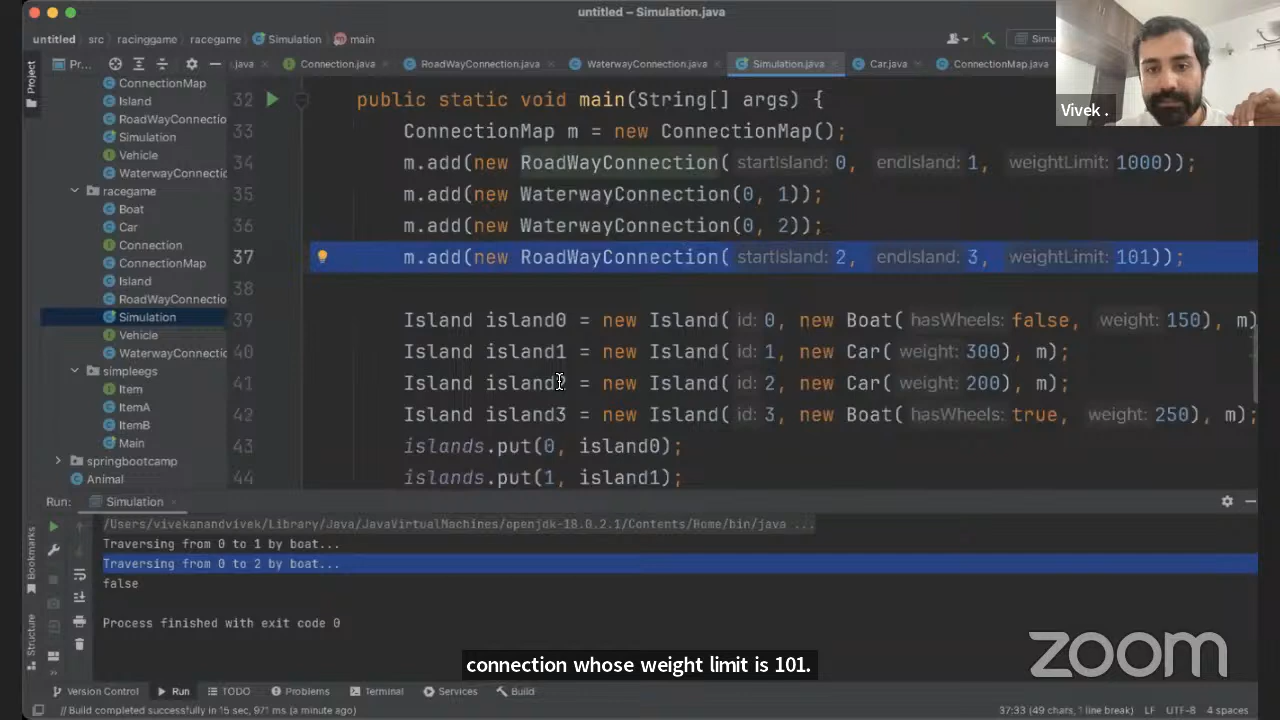 untitled – Simulation.java
untitled src racinggame racegame Simulation main Simu
Project Pr... .java Connection.java RoadWayConnection.java WaterwayConnection.java Simulation.java Car.java ConnectionMap.java
Vivek .
ConnectionMap
Island
RoadWayConnectio
Simulation
Vehicle
WaterwayConnectic
racegame
Boat
Car
Connection
ConnectionMap
Island
RoadWayConnectio
Simulation
Vehicle
WaterwayConnectic
simpleegs
Item
ItemA
ItemB
Main
springbootcamp
Animal
32 public static void main(String[] args) {
33 ConnectionMap m = new ConnectionMap();
34 m.add(new RoadWayConnection( startIsland: 0, endIsland: 1, weightLimit: 1000));
35 m.add(new WaterwayConnection(0, 1));
36 m.add(new WaterwayConnection(0, 2));
37 m.add(new RoadWayConnection( startIsland: 2, endIsland: 3, weightLimit: 101));
38
39 Island island0 = new Island( id: 0, new Boat( hasWheels: false, weight: 150), m)
40 Island island1 = new Island( id: 1, new Car( weight: 300), m);
41 Island island2 = new Island( id: 2, new Car( weight: 200), m);
42 Island island3 = new Island( id: 3, new Boat( hasWheels: true, weight: 250), m);
43 islands.put(0, island0);
44 islands.put(1, island1);
Run: Simulation
/Users/vivekanandvivek/Library/Java/JavaVirtualMachines/openjdk-18.0.2.1/Contents/Home/bin/java ...
Traversing from 0 to 1 by boat...
Traversing from 0 to 2 by boat...
false
Process finished with exit code 0
Bookmarks
Structure
zoom
connection whose weight limit is 101.
Version Control Run TODO Problems Terminal Services Build
// Build completed successfully in 15 sec, 971 ms (a minute ago) 37:33 (49 chars, 1 line break) LF UTF-8 4 spaces